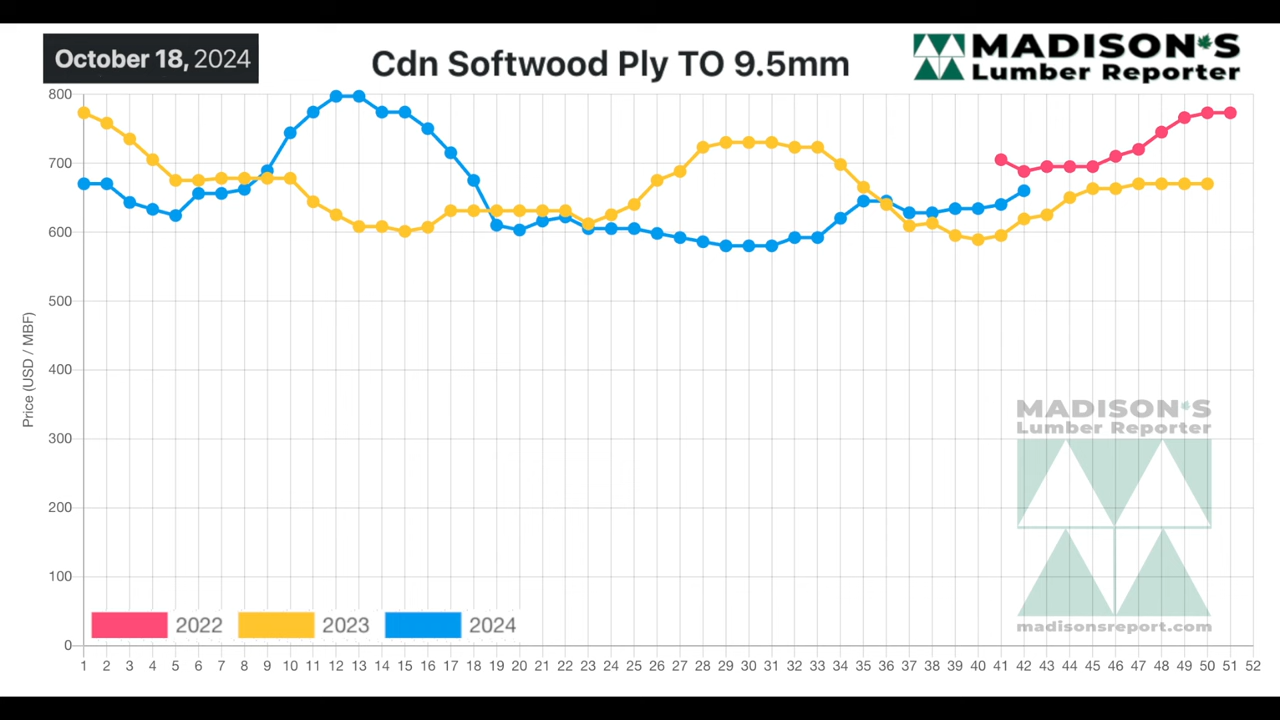 October 18, 2024
Cdn Softwood Ply TO 9.5mm
MADISON'S
Lumber Reporter
800
700
600
500
400
300
200
100
0
Price (USD / MBF)
MADISON'S
Lumber Reporter
madisonsreport.com
2022 2023 2024
1 2 3 4 5 6 7 8 9 10 11 12 13 14 15 16 17 18 19 20 21 22 23 24 25 26 27 28 29 30 31 32 33 34 35 36 37 38 39 40 41 42 43 44 45 46 47 48 49 50 51 52